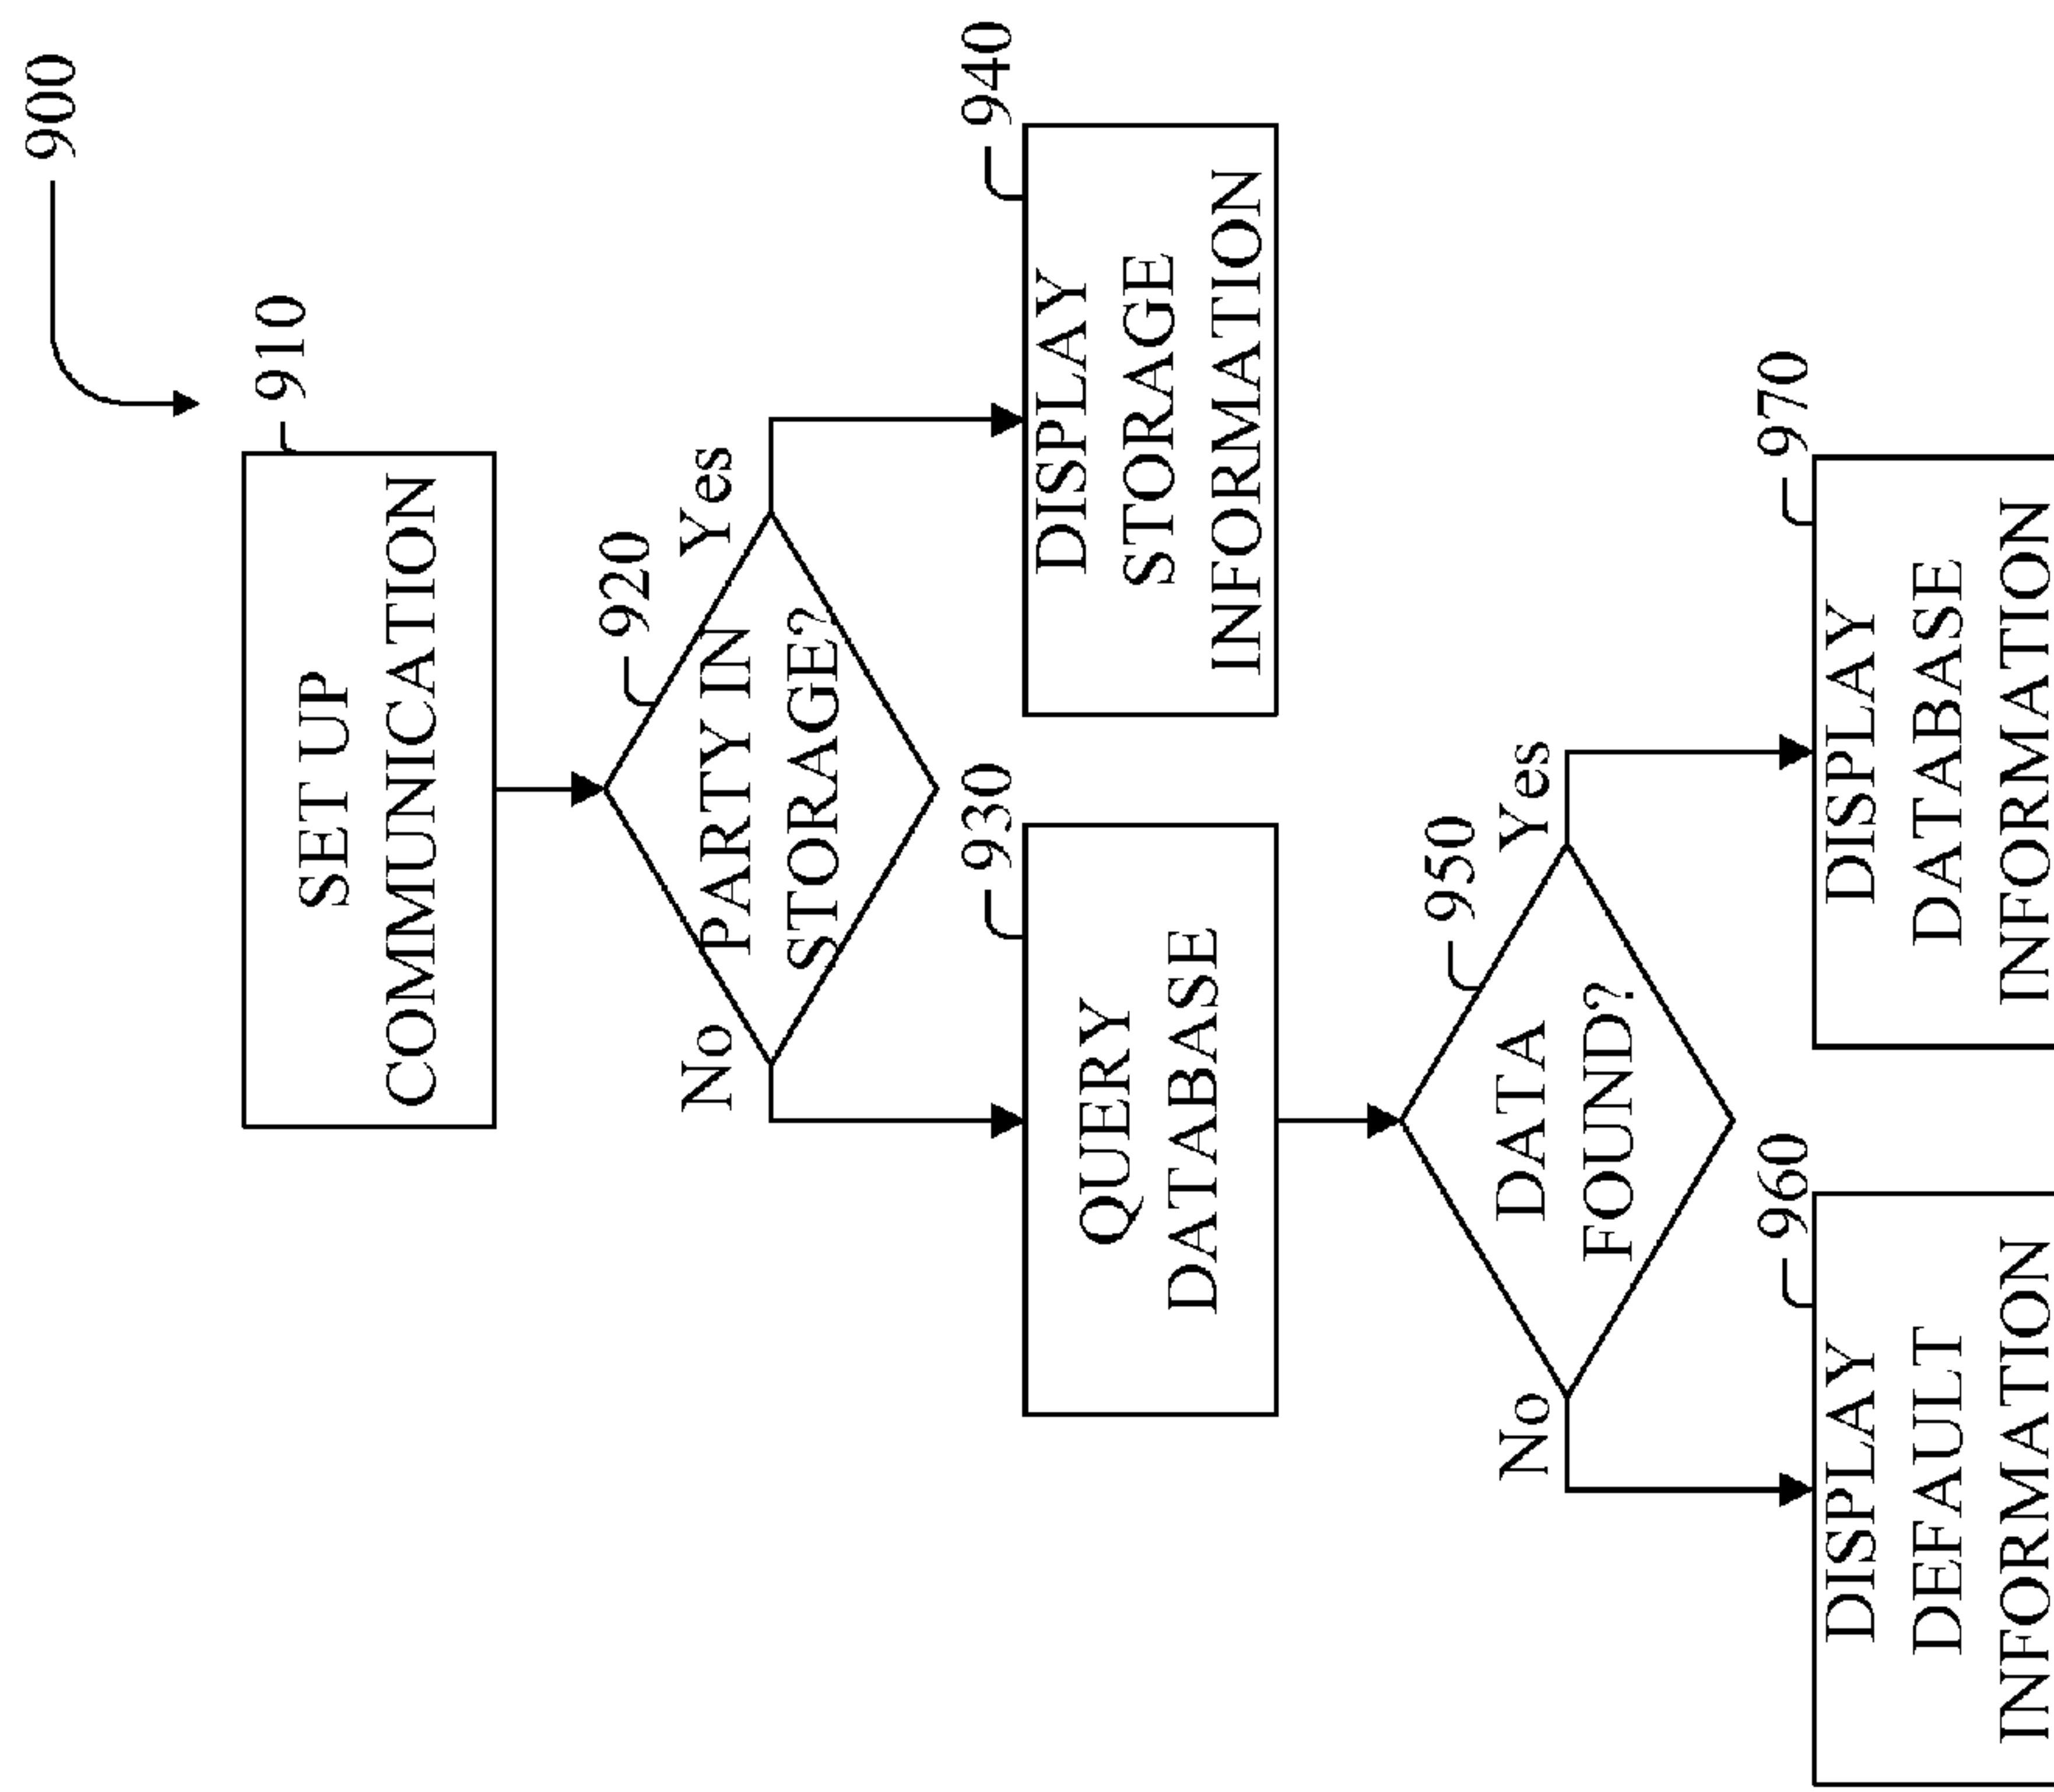 900
910
SET UP
COMMUNICATION
920
PARTY IN
STORAGE?
No
Yes
930
QUERY
DATABASE
940
DISPLAY
STORAGE
INFORMATION
950
DATA
FOUND?
No
Yes
960
DISPLAY
DEFAULT
INFORMATION
970
DISPLAY
DATABASE
INFORMATION